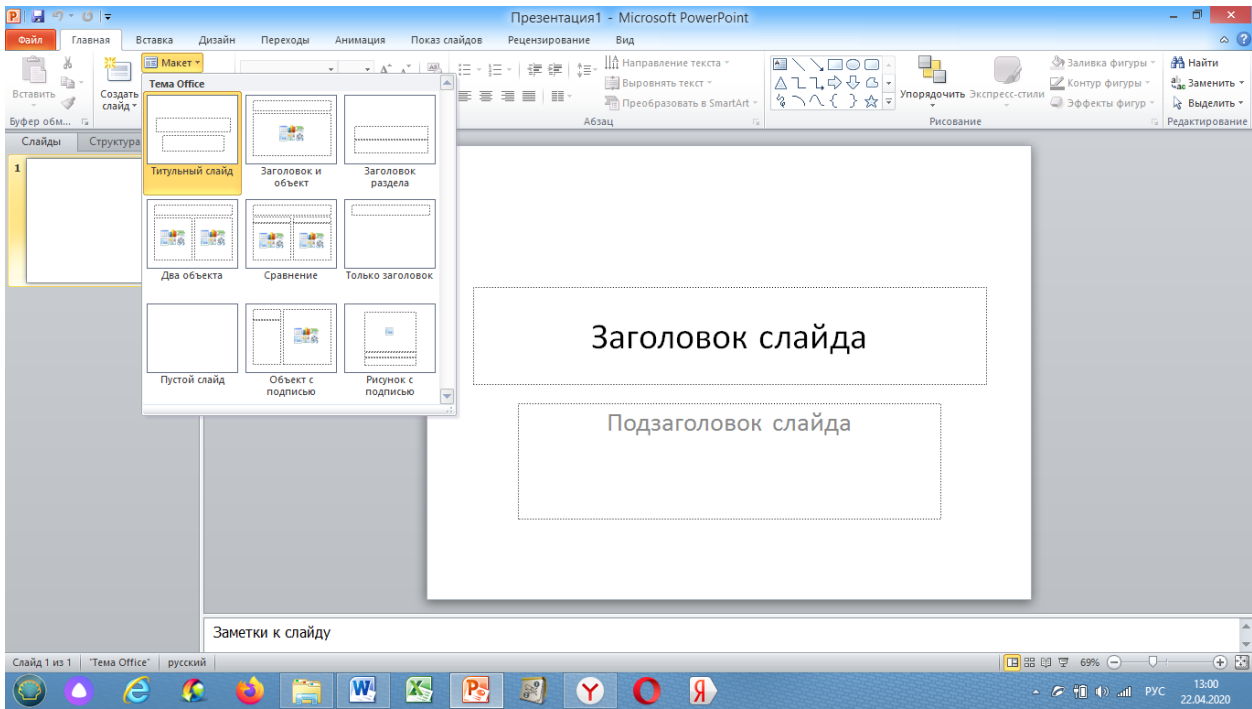 Презентация1 - Microsoft PowerPoint
Файл Главная Вставка Дизайн Переходы Анимация Показ слайдов Рецензирование Вид
Вставить
Буфер обм...
Создать слайд
Макет
Направление текста
Выровнять текст
Преобразовать в SmartArt
Абзац
Упорядочить Экспресс-стили
Заливка фигуры
Контур фигуры
Эффекты фигур
Рисование
Найти
Заменить
Выделить
Редактирование
Слайды Структура
1
Тема Office
Титульный слайд
Заголовок и
объект
Заголовок
раздела
Два объекта
Сравнение
Только заголовок
Пустой слайд
Объект с
подписью
Рисунок с
подписью
Заголовок слайда
Подзаголовок слайда
Заметки к слайду
Слайд 1 из 1 "Тема Office" русский 69%
РУС 13:00
22.04.2020